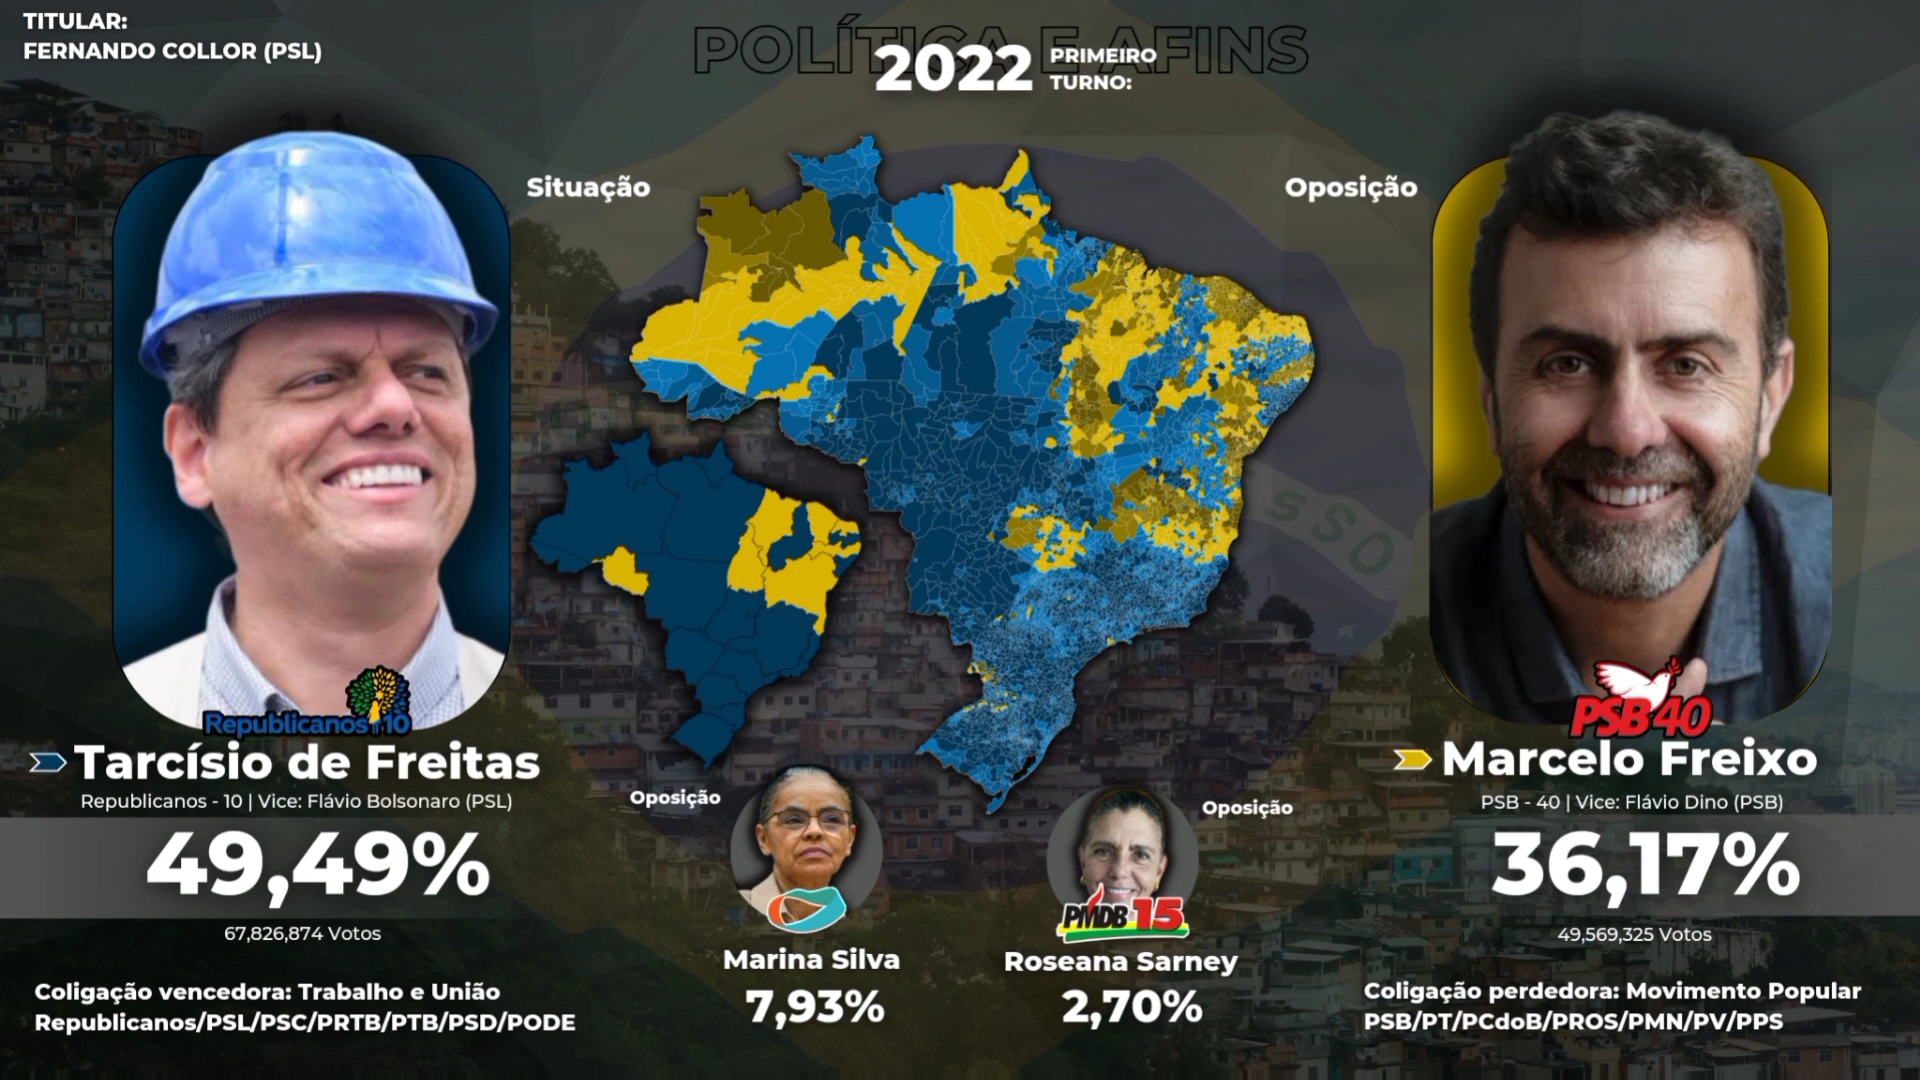 TITULAR:
FERNANDO COLLOR (PSL)
POLÍTICA E AFINS
2022 PRIMEIRO
TURNO:
Situação
Oposição
SSO
Republicanos 10
PSB 40
Tarcísio de Freitas
Marcelo Freixo
Republicanos - 10 | Vice: Flávio Bolsonaro (PSL)
Oposição
Oposição
PSB - 40 | Vice: Flávio Dino (PSB)
49,49%
36,17%
PMDB 15
67,826,874 Votos
49,569,325 Votos
Marina Silva
Roseana Sarney
7,93%
2,70%
Coligação vencedora: Trabalho e União
Republicanos/PSL/PSC/PRTB/PTB/PSD/PODE
Coligação perdedora: Movimento Popular
PSB/PT/PCdoB/PROS/PMN/PV/PPS